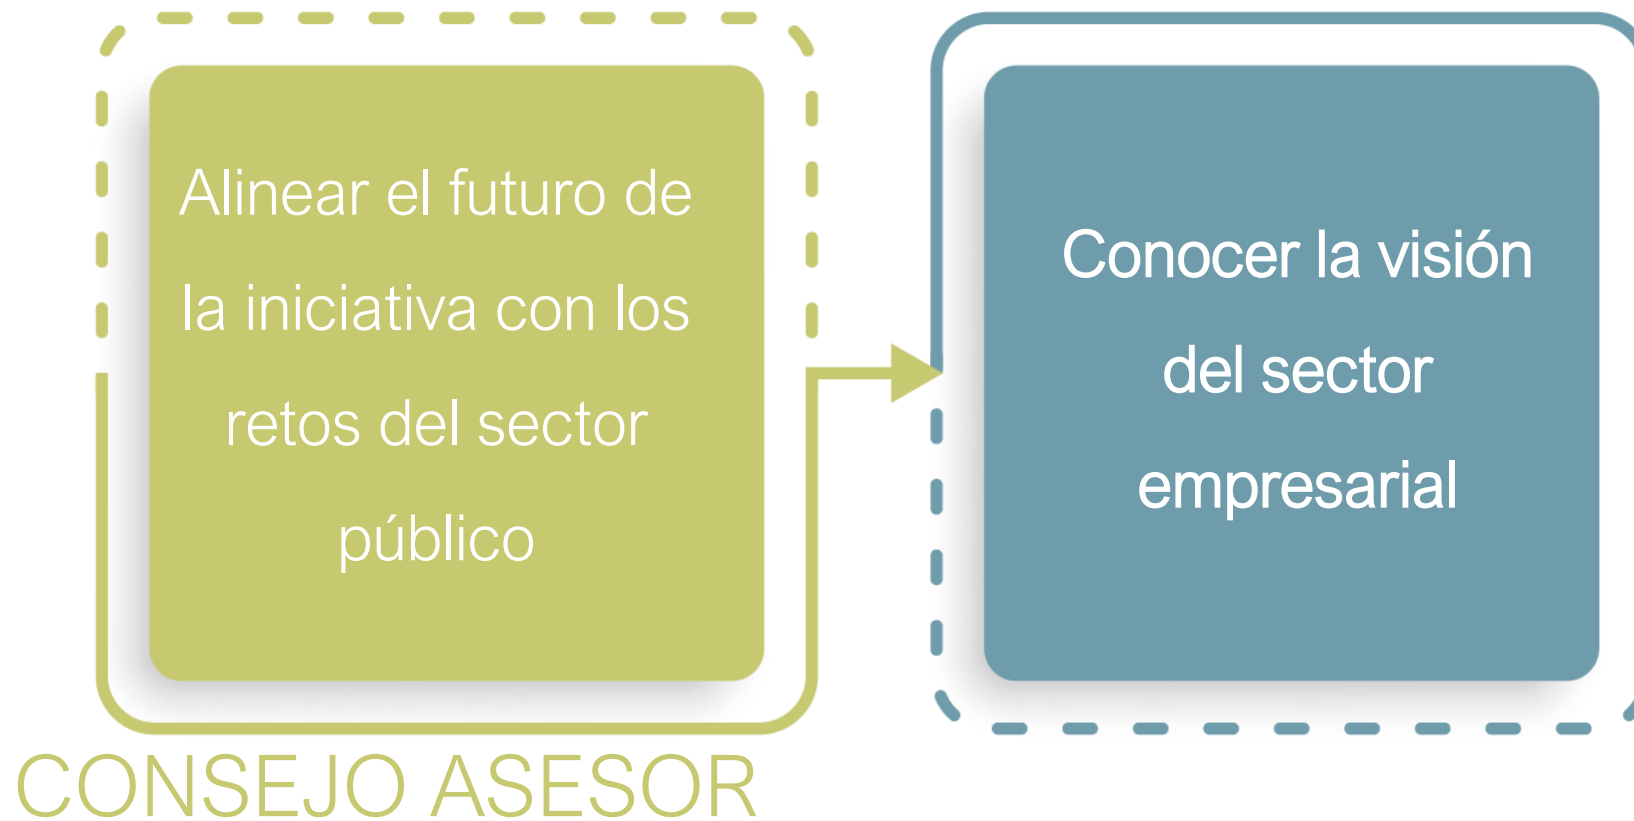 Alinear el futuro de
la iniciativa con los
retos del sector
público
Conocer la visión
del sector
empresarial
CONSEJO ASESOR